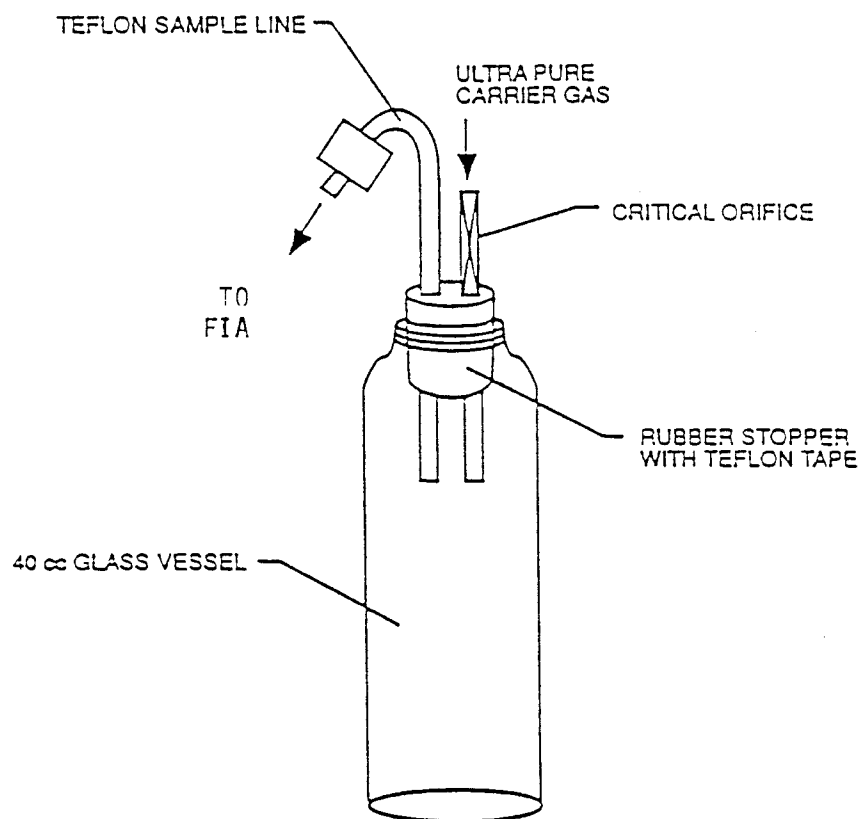 TEFLON SAMPLE LINE
ULTRA PURE
CARRIER GAS
CRITICAL ORIFICE
TO
FIA
RUBBER STOPPER
WITH TEFLON TAPE
40 cc GLASS VESSEL